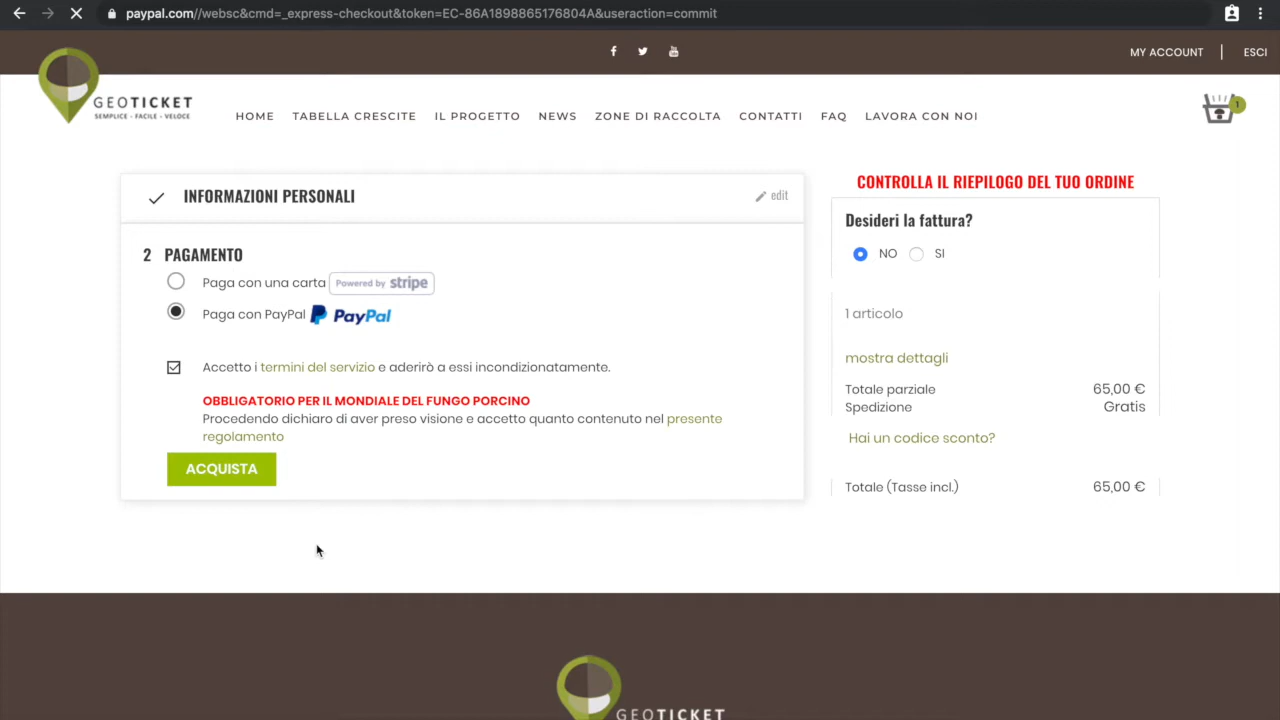 paypal.com//websc&cmd=_express-checkout&token=EC-86A1898865176804A&useraction=commit
MY ACCOUNT | ESCI
GEOTICKET
SEMPLICE - FACILE - VELOCE
HOME TABELLA CRESCITE IL PROGETTO NEWS ZONE DI RACCOLTA CONTATTI FAQ LAVORA CON NOI
1
INFORMAZIONI PERSONALI
edit
2 PAGAMENTO
Paga con una carta Powered by stripe
Paga con PayPal PayPal
Accetto i termini del servizio e aderirò a essi incondizionatamente.
OBBLIGATORIO PER IL MONDIALE DEL FUNGO PORCINO
Procedendo dichiaro di aver preso visione e accetto quanto contenuto nel presente
regolamento
ACQUISTA
CONTROLLA IL RIEPILOGO DEL TUO ORDINE
Desideri la fattura?
NO SI
1 articolo
mostra dettagli
Totale parziale 65,00 €
Spedizione Gratis
Hai un codice sconto?
Totale (Tasse incl.) 65,00 €
GEOTICKET